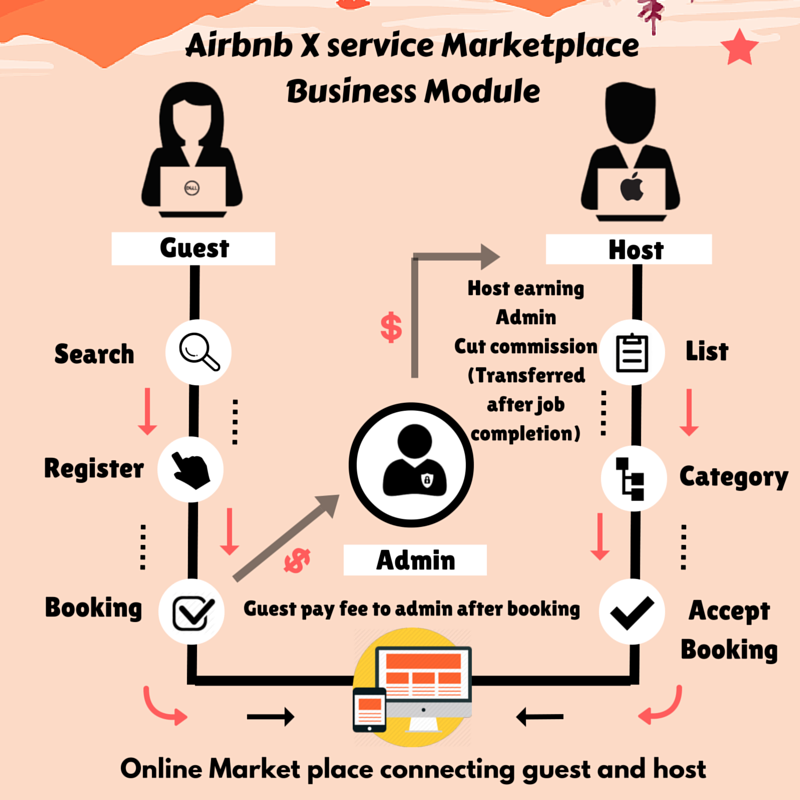 Airbnb X service Marketplace
Business Module
DELL
Guest
Host
$
Host earning
Admin
Cut commission
(Transferred
after job
completion)
Search
List
Register
Category
$
Admin
Booking
Guest pay fee to admin after booking
Accept
Booking
Online Market place connecting guest and host